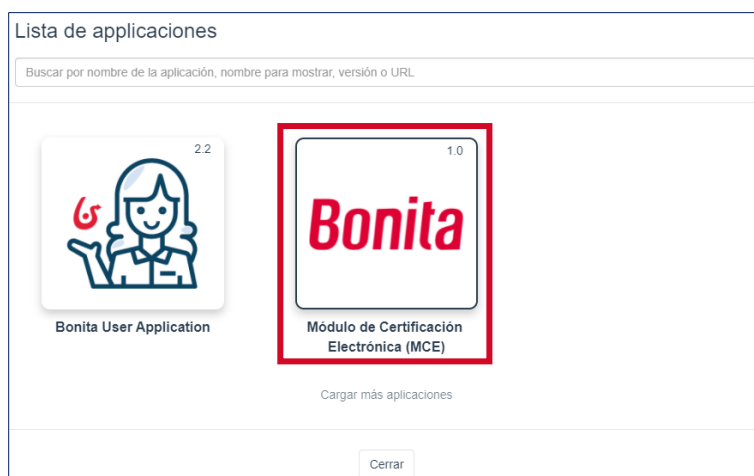 Lista de applicaciones
Buscar por nombre de la aplicación, nombre para mostrar, versión o URL
2.2
1.0
Bonita
Bonita User Application
Módulo de Certificación
Electrónica (MCE)
Cargar más aplicaciones
Cerrar